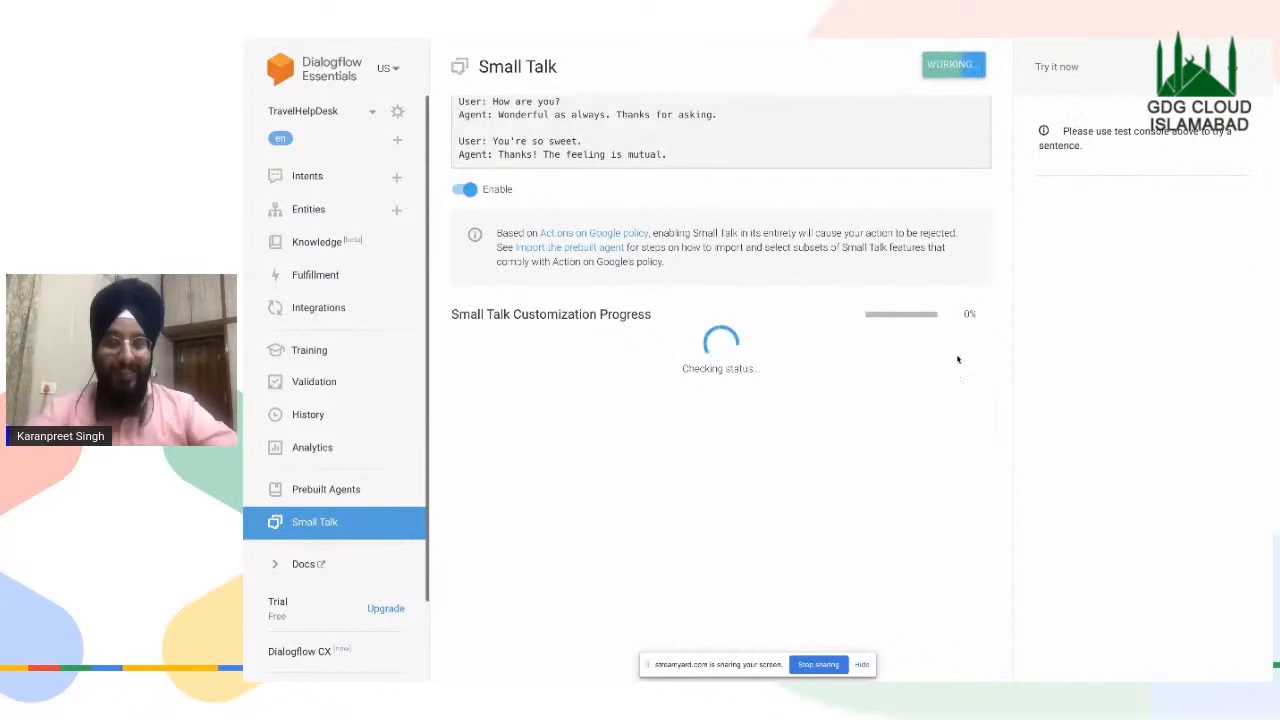 Dialogflow
Essentials
US
TravelHelpDesk
en
Intents
Entities
Knowledge [beta]
Fulfillment
Integrations
Training
Validation
History
Analytics
Prebuilt Agents
Small Talk
Docs
Trial
Free
Upgrade
Dialogflow CX [new]
Small Talk
WORKING...
User: How are you?
Agent: Wonderful as always. Thanks for asking.
User: You're so sweet.
Agent: Thanks! The feeling is mutual.
Enable
Based on Actions on Google policy, enabling Small Talk in its entirety will cause your action to be rejected.
See Import the prebuilt agent for steps on how to import and select subsets of Small Talk features that
comply with Action on Google's policy.
Small Talk Customization Progress
0%
Checking status..
Try it now
GDG CLOUD
ISLAMABAD
Please use test console above to try a
sentence.
Karanpreet Singh
streamyard.com is sharing your screen.
Stop sharing
Hide